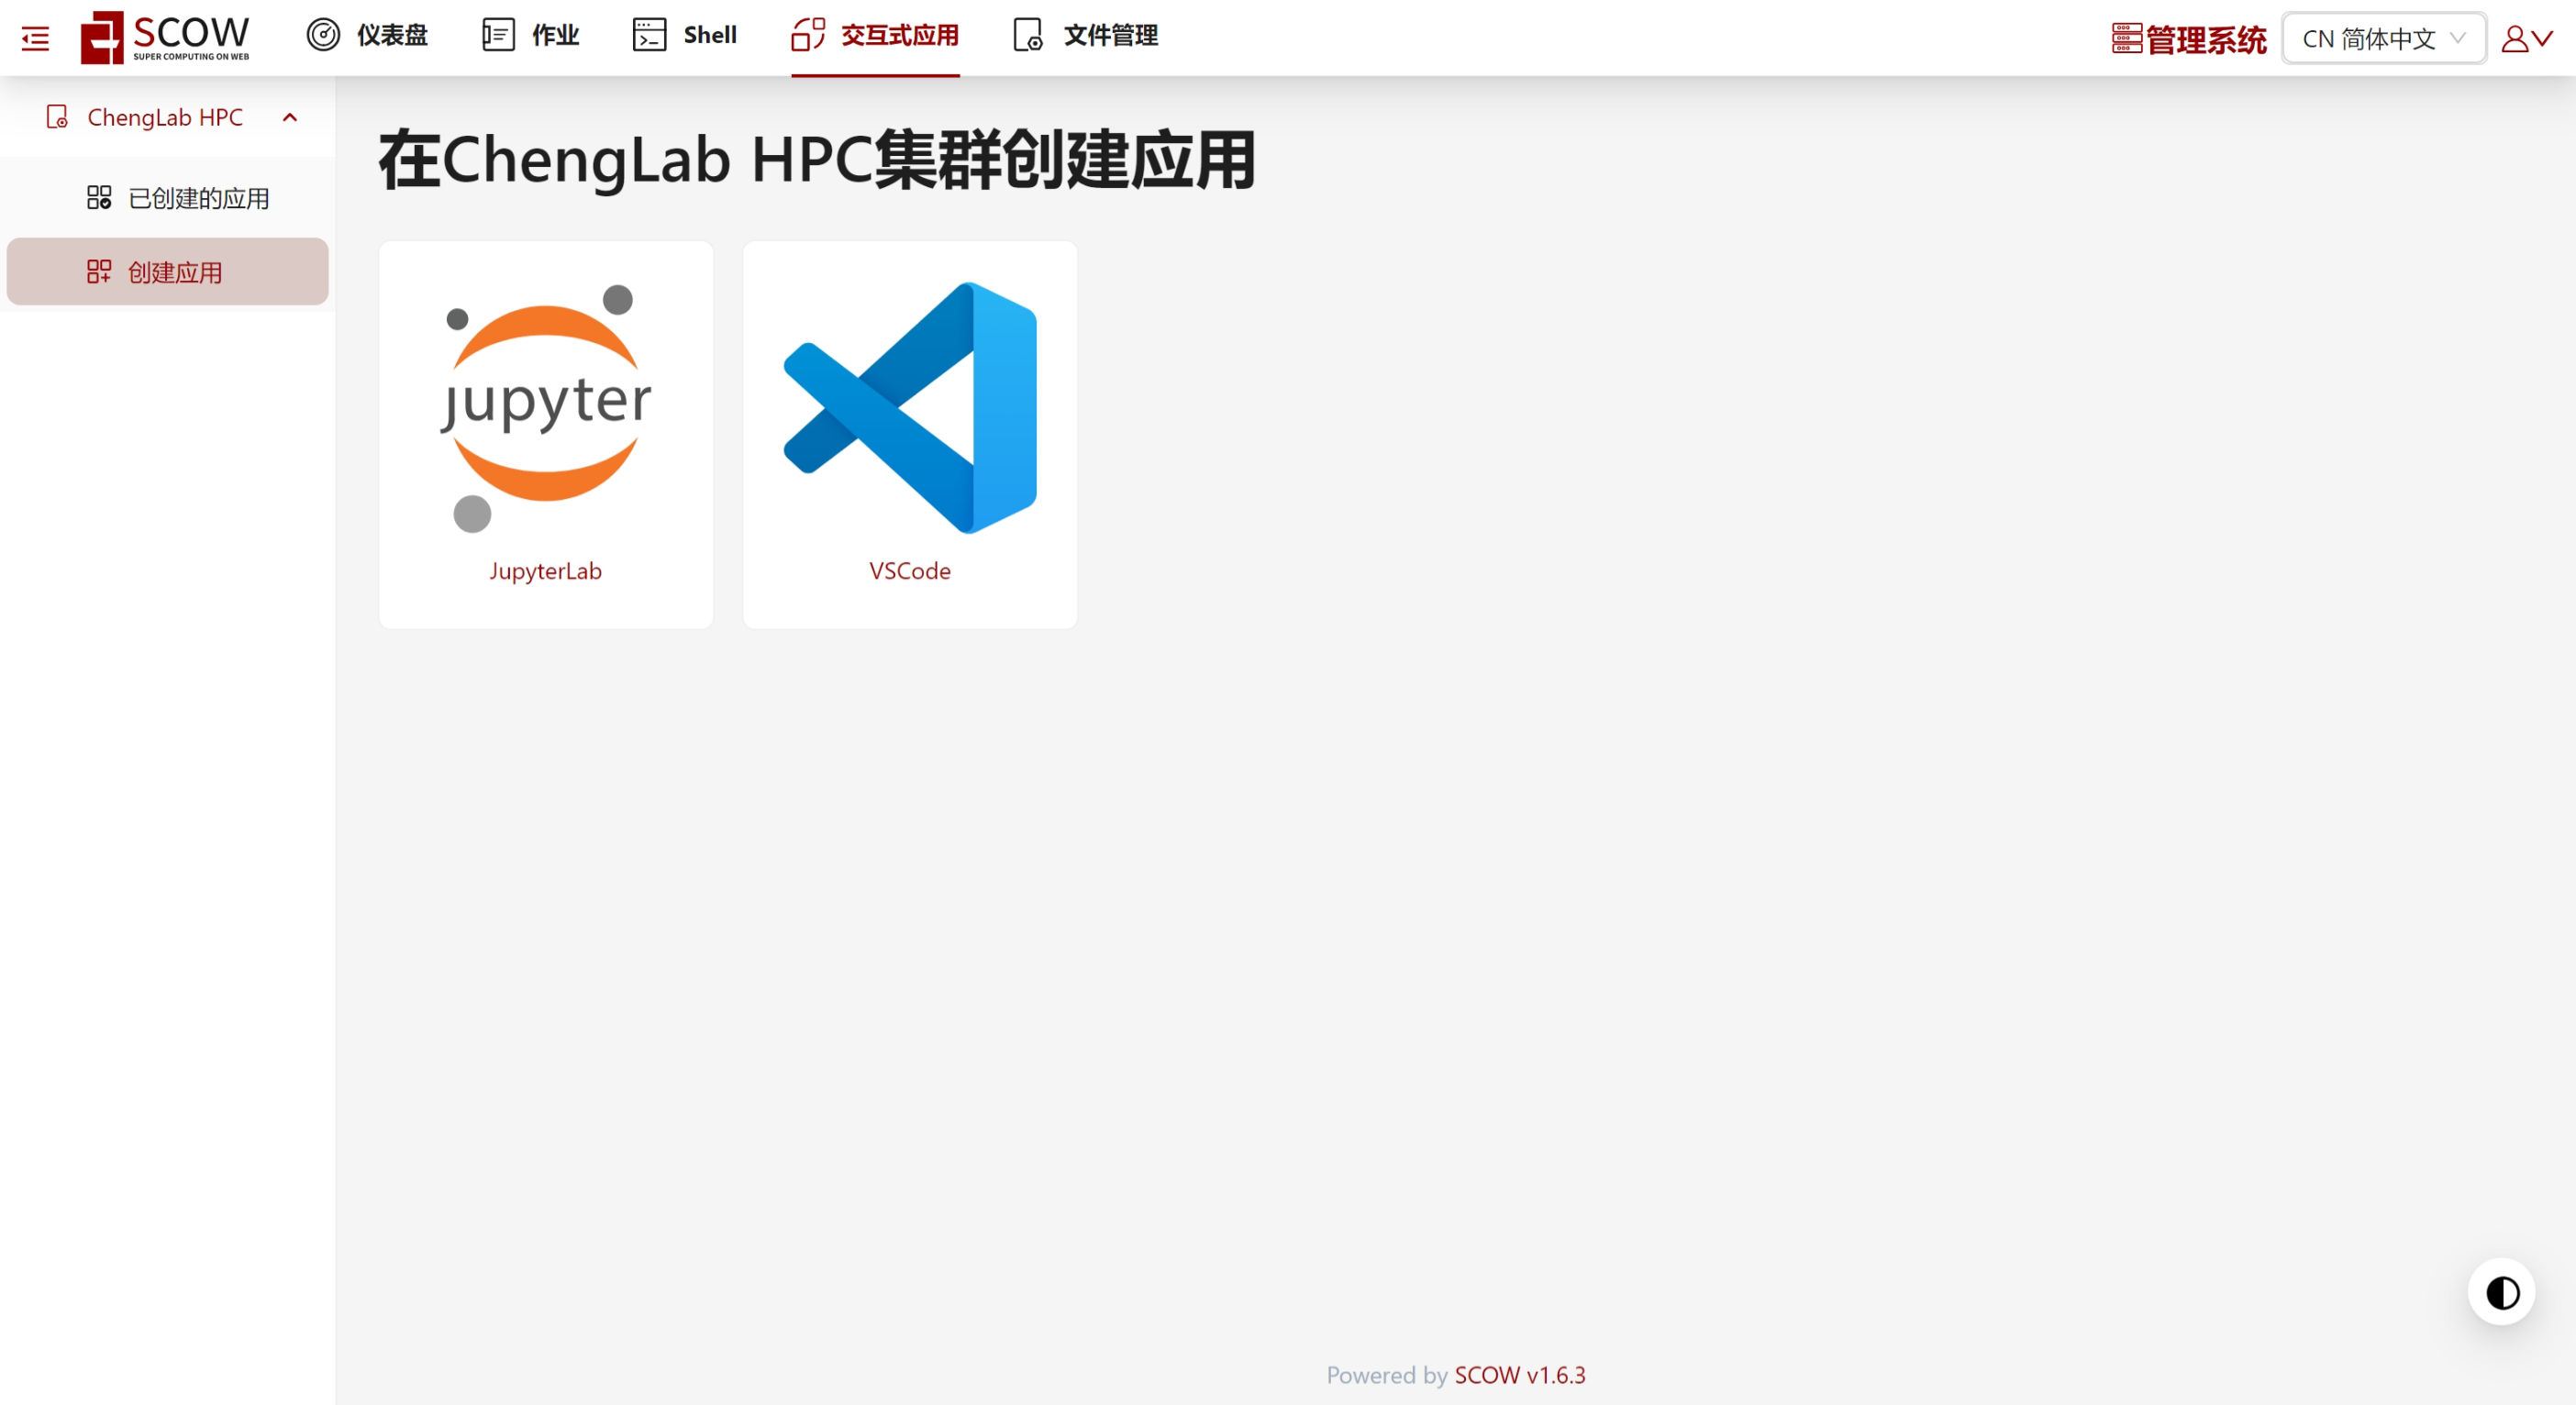 SCOW
SUPER COMPUTING ON WEB
仪表盘
作业
Shell
交互式应用
文件管理
管理系统
CN 简体中文
ChengLab HPC
已创建的应用
创建应用
在ChengLab HPC集群创建应用
jupyter
JupyterLab
VSCode
Powered by SCOW v1.6.3